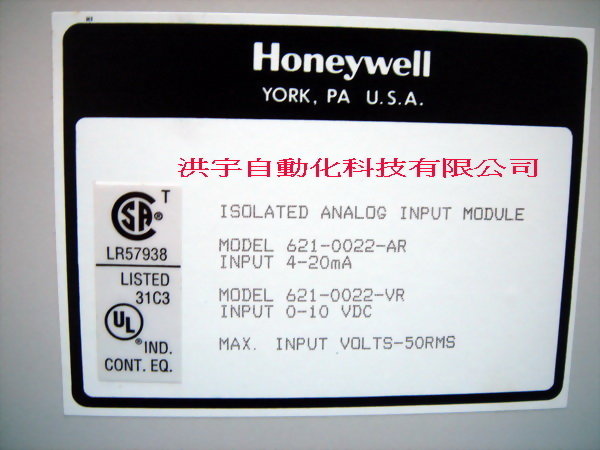 Honeywell
YORK, PA U.S.A.
洪宇自動化科技有限公司
ISOLATED ANALOG INPUT MODULE
MODEL 621-0022-AR
INPUT 4-20mA
MODEL 621-0022-VR
INPUT 0-10 VDC
MAX. INPUT VOLTS-50RMS
SA ® T
LR57938
LISTED
31C3
UL ® IND.
CONT. EQ.